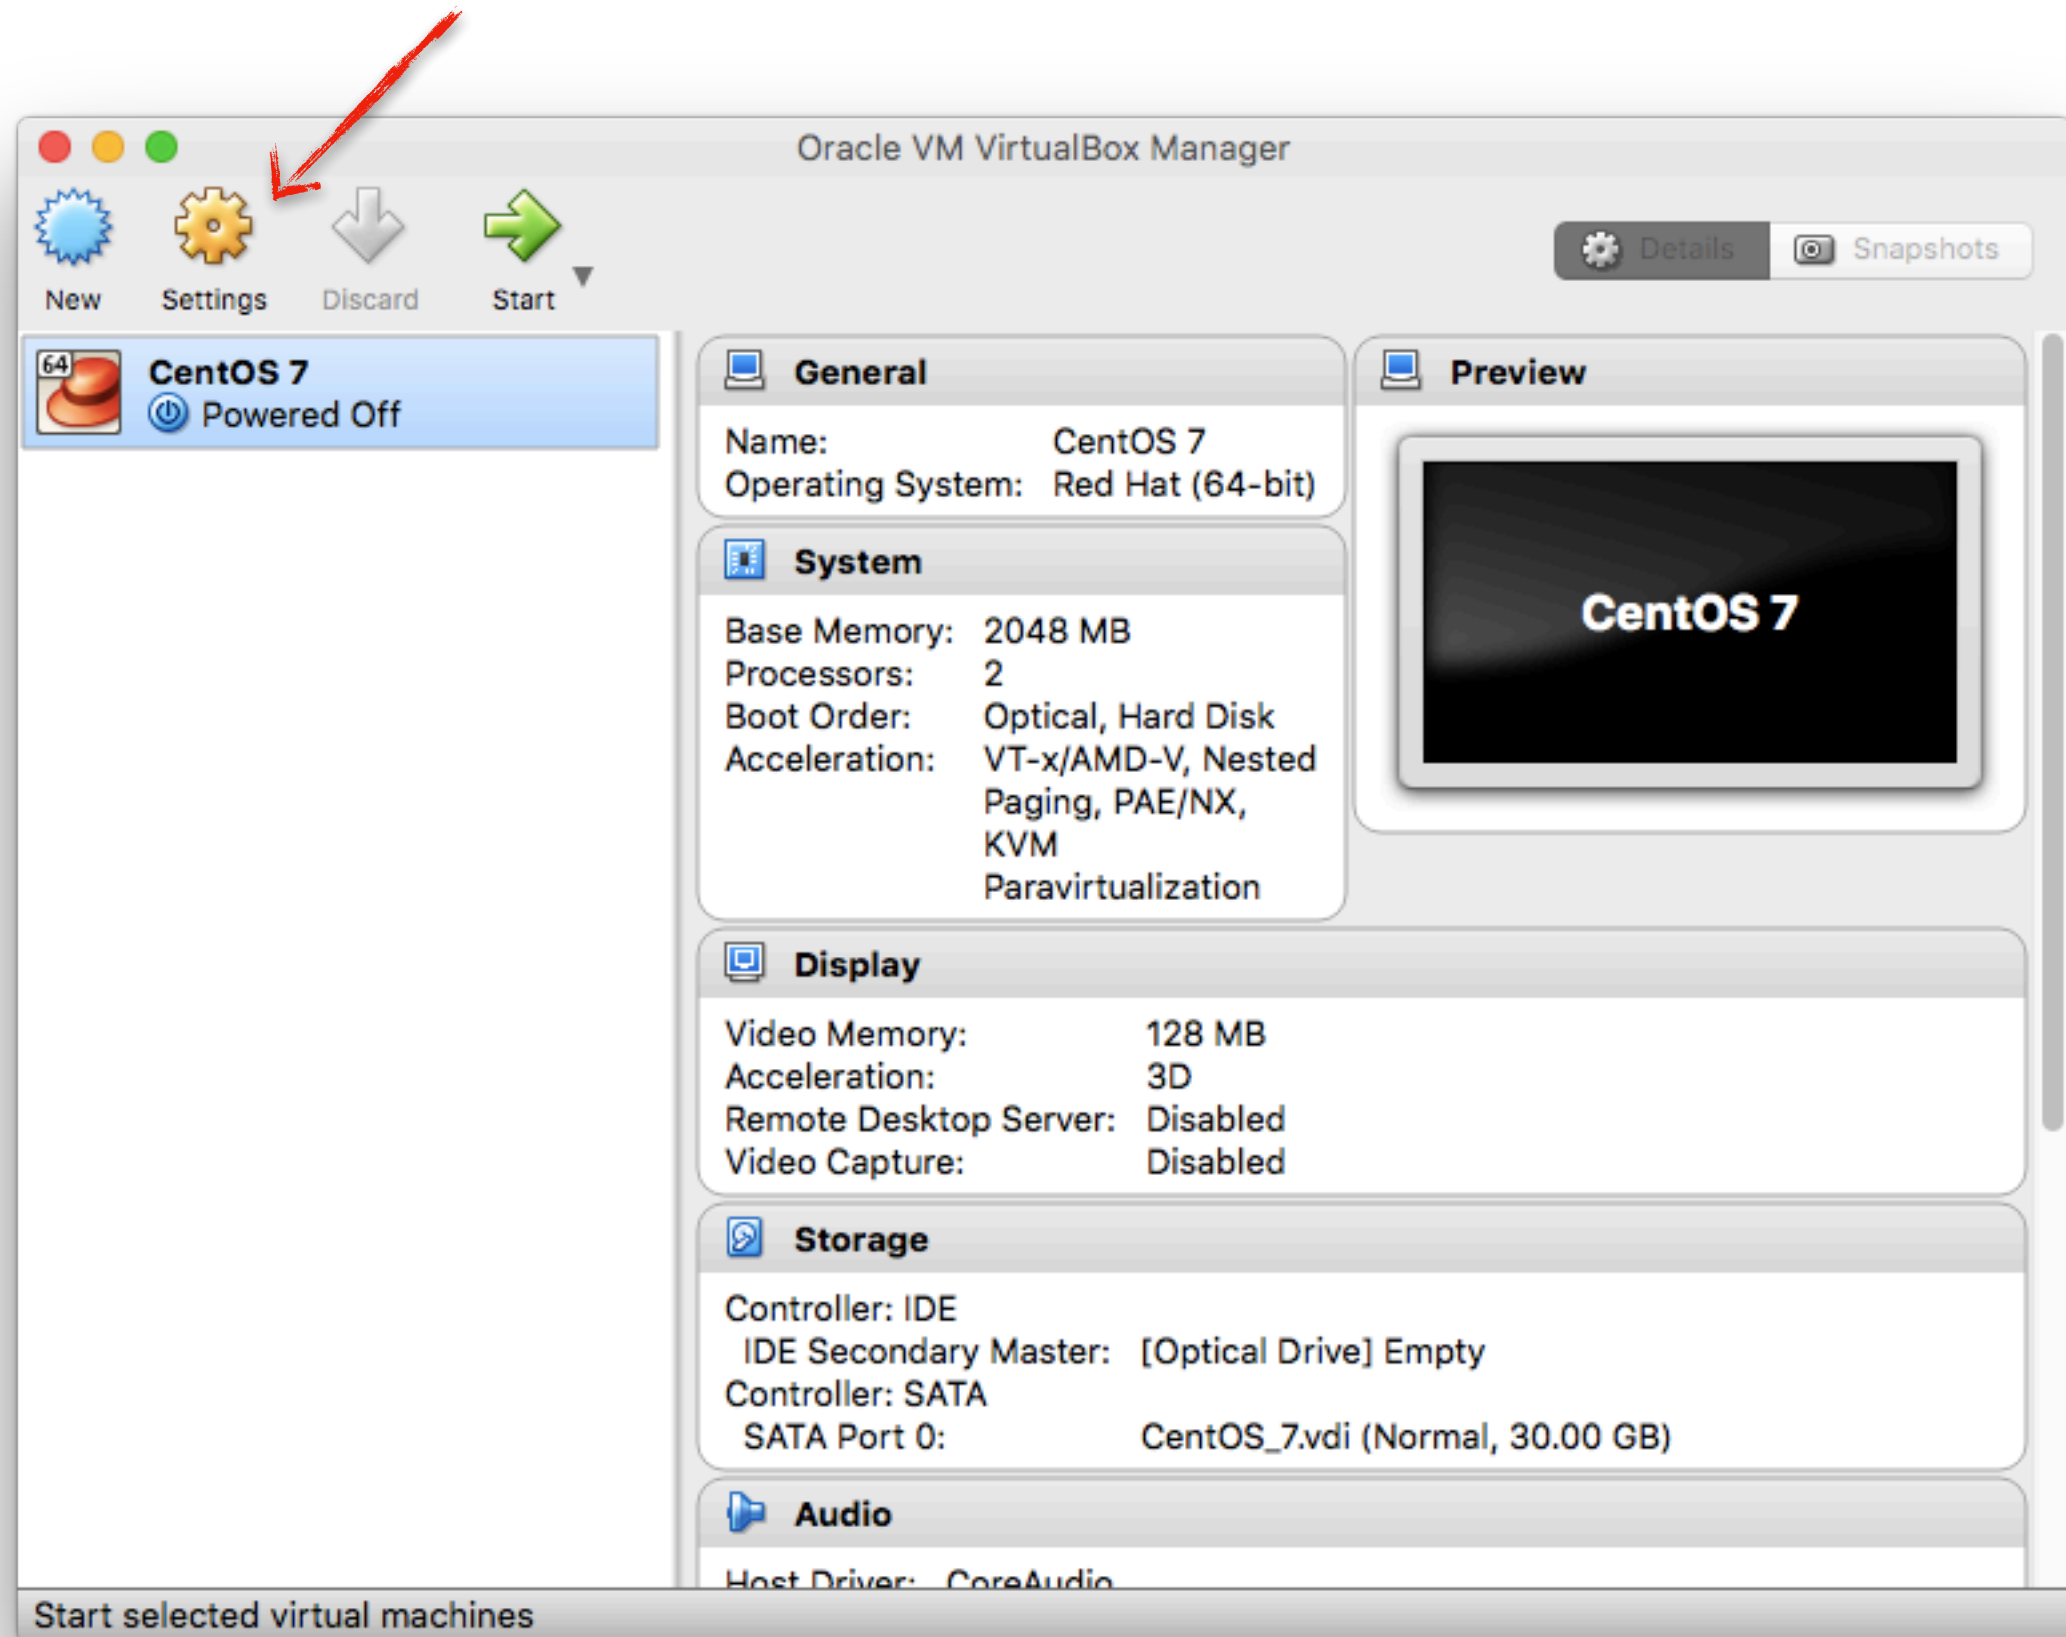 Oracle VM VirtualBox Manager
New
Settings
Discard
Start
Details
Snapshots
64
CentOS 7
Powered Off
General
Name: CentOS 7
Operating System: Red Hat (64-bit)
Preview
CentOS 7
System
Base Memory: 2048 MB
Processors: 2
Boot Order: Optical, Hard Disk
Acceleration: VT-x/AMD-V, Nested
Paging, PAE/NX,
KVM
Paravirtualization
Display
Video Memory: 128 MB
Acceleration: 3D
Remote Desktop Server: Disabled
Video Capture: Disabled
Storage
Controller: IDE
IDE Secondary Master: [Optical Drive] Empty
Controller: SATA
SATA Port 0: CentOS_7.vdi (Normal, 30.00 GB)
Audio
Host Driver: CoreAudio
Start selected virtual machines